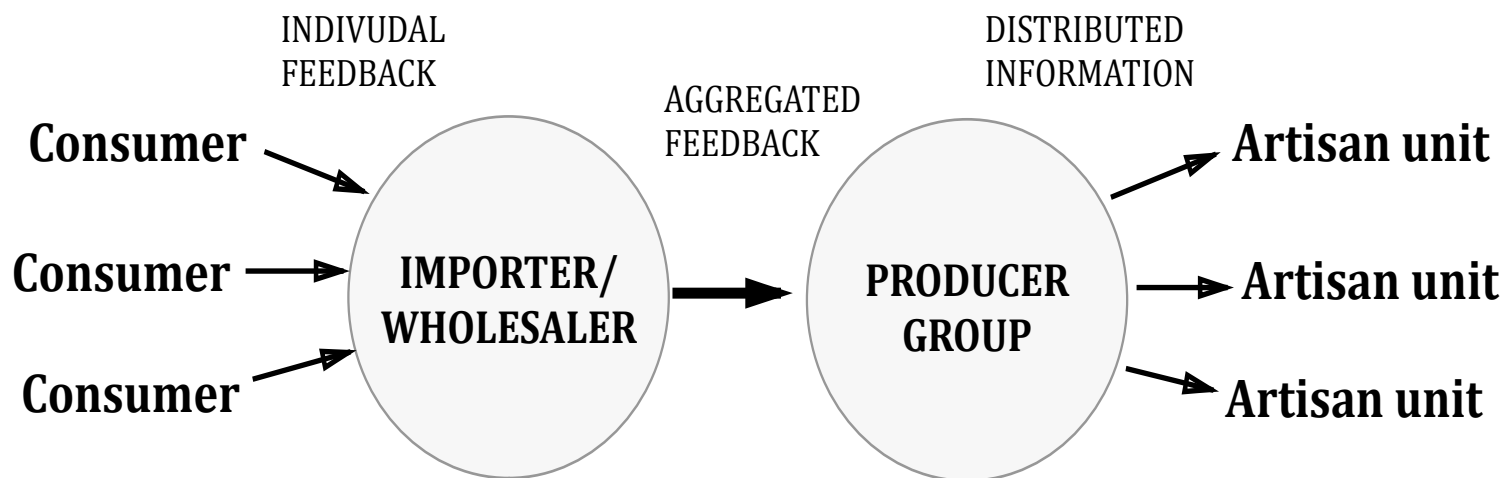 INDIVUDAL
FEEDBACK
DISTRIBUTED
INFORMATION
AGGREGATED
FEEDBACK
Consumer
Artisan unit
Consumer
IMPORTER/
WHOLESALER
PRODUCER
GROUP
Artisan unit
Consumer
Artisan unit